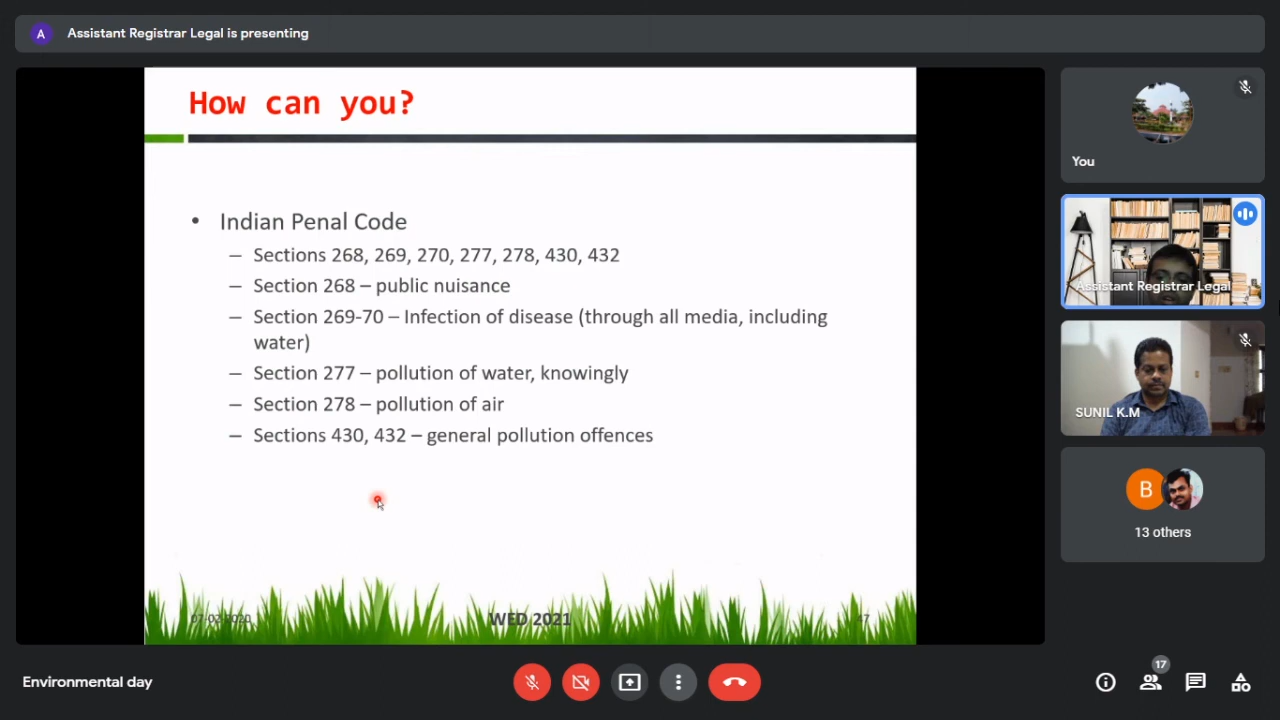 A
Assistant Registrar Legal is presenting
How can you?
• Indian Penal Code
– Sections 268, 269, 270, 277, 278, 430, 432
– Section 268 – public nuisance
– Section 269-70 – Infection of disease (through all media, including
water)
– Section 277 – pollution of water, knowingly
– Section 278 – pollution of air
– Sections 430, 432 – general pollution offences
WED 2021
47
You
Assistant Registrar Legal
SUNIL K.M
B
13 others
Environmental day
17